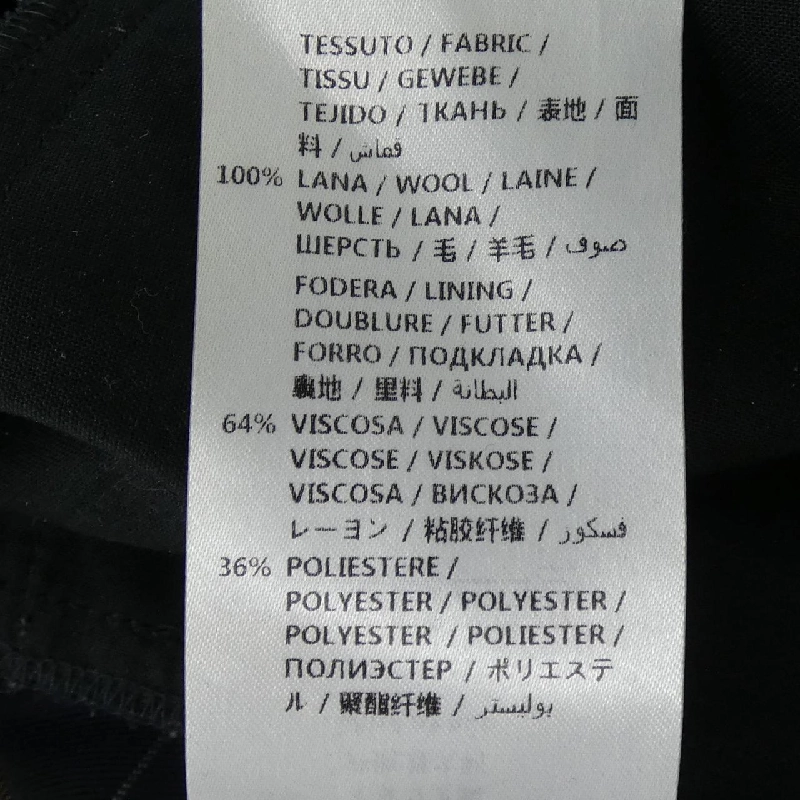 TESSUTO / FABRIC /
TISSU / GEWEBE /
TEJIDO / ТКАНЬ / 表地 / 面
料 / قماش
100% LANA / WOOL / LAINE /
WOLLE / LANA /
ШЕРСТЬ / 毛 / 羊毛 / صوف
FODERA / LINING /
DOUBLURE / FUTTER /
FORRO / ПОДКЛАДКА /
裏地 / 里料 / البطانة
64% VISCOSA / VISCOSE /
VISCOSE / VISKOSE /
VISCOSA / ВИСКОЗА /
レーヨン / 粘胶纤维 / فسكور
36% POLIESTERE /
POLYESTER / POLYESTER /
POLYESTER / POLIESTER /
ПОЛИЭСТЕР / ポリエステ
ル / 聚酯纤维 / بوليستر